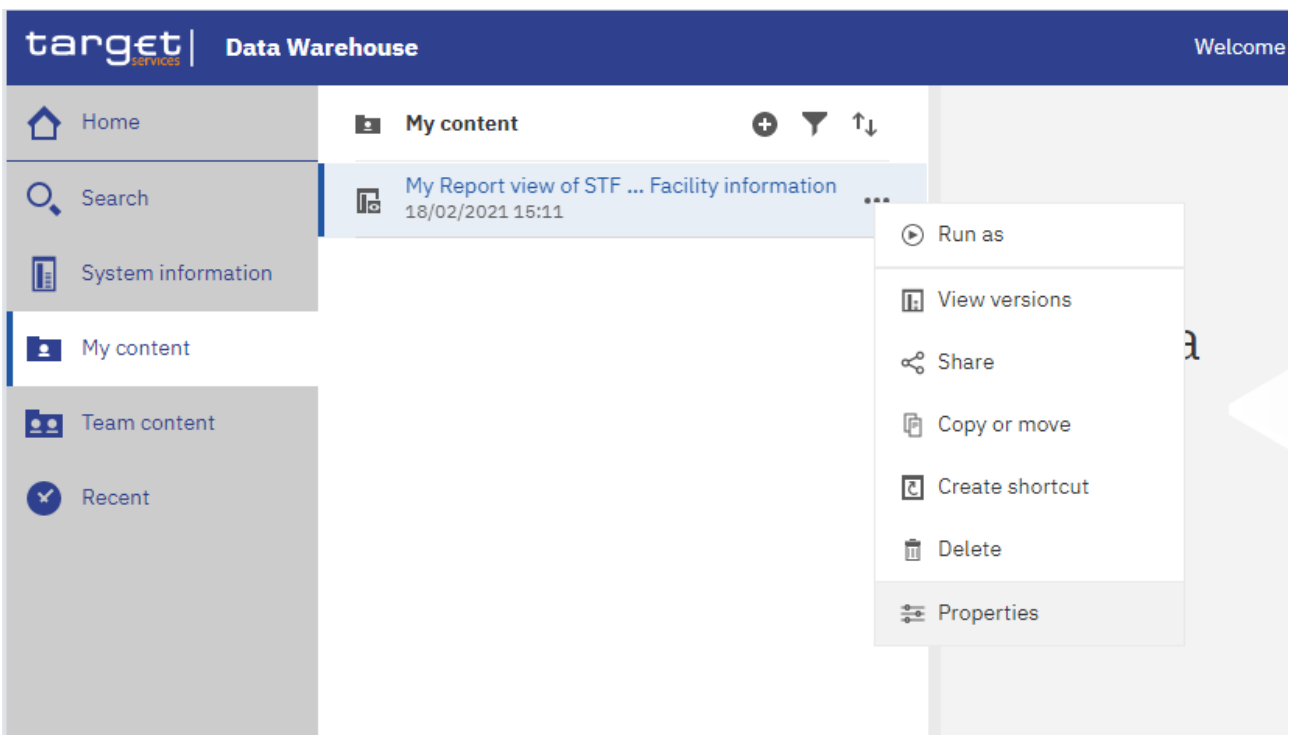 target services | Data Warehouse Welcome
Home
Search
System information
My content
Team content
Recent
My content
My Report view of STF ... Facility information
18/02/2021 15:11
...
Run as
View versions
Share
Copy or move
Create shortcut
Delete
Properties
a